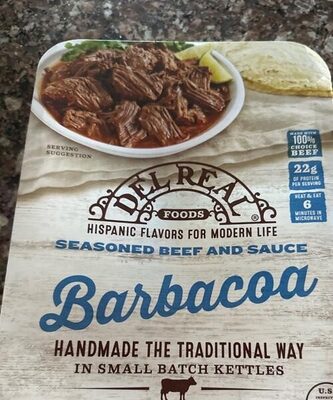 SERVING
SUGGESTION
MADE WITH
100%
CHOICE
BEEF
22g
OF PROTEIN
PER SERVING
HEAT & EAT
6
MINUTES IN
MICROWAVE
DEL REAL
FOODS
®
HISPANIC FLAVORS FOR MODERN LIFE
SEASONED BEEF AND SAUCE
Barbacoa
HANDMADE THE TRADITIONAL WAY
IN SMALL BATCH KETTLES
U.S